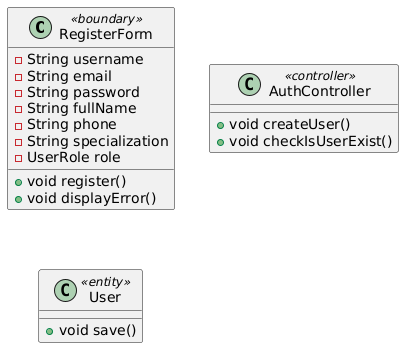 C «boundary»
RegisterForm
String username
String email
String password
String fullName
String phone
String specialization
UserRole role
void register()
void displayError()
C «controller»
AuthController
void createUser()
void checkIsUserExist()
C «entity»
User
void save()